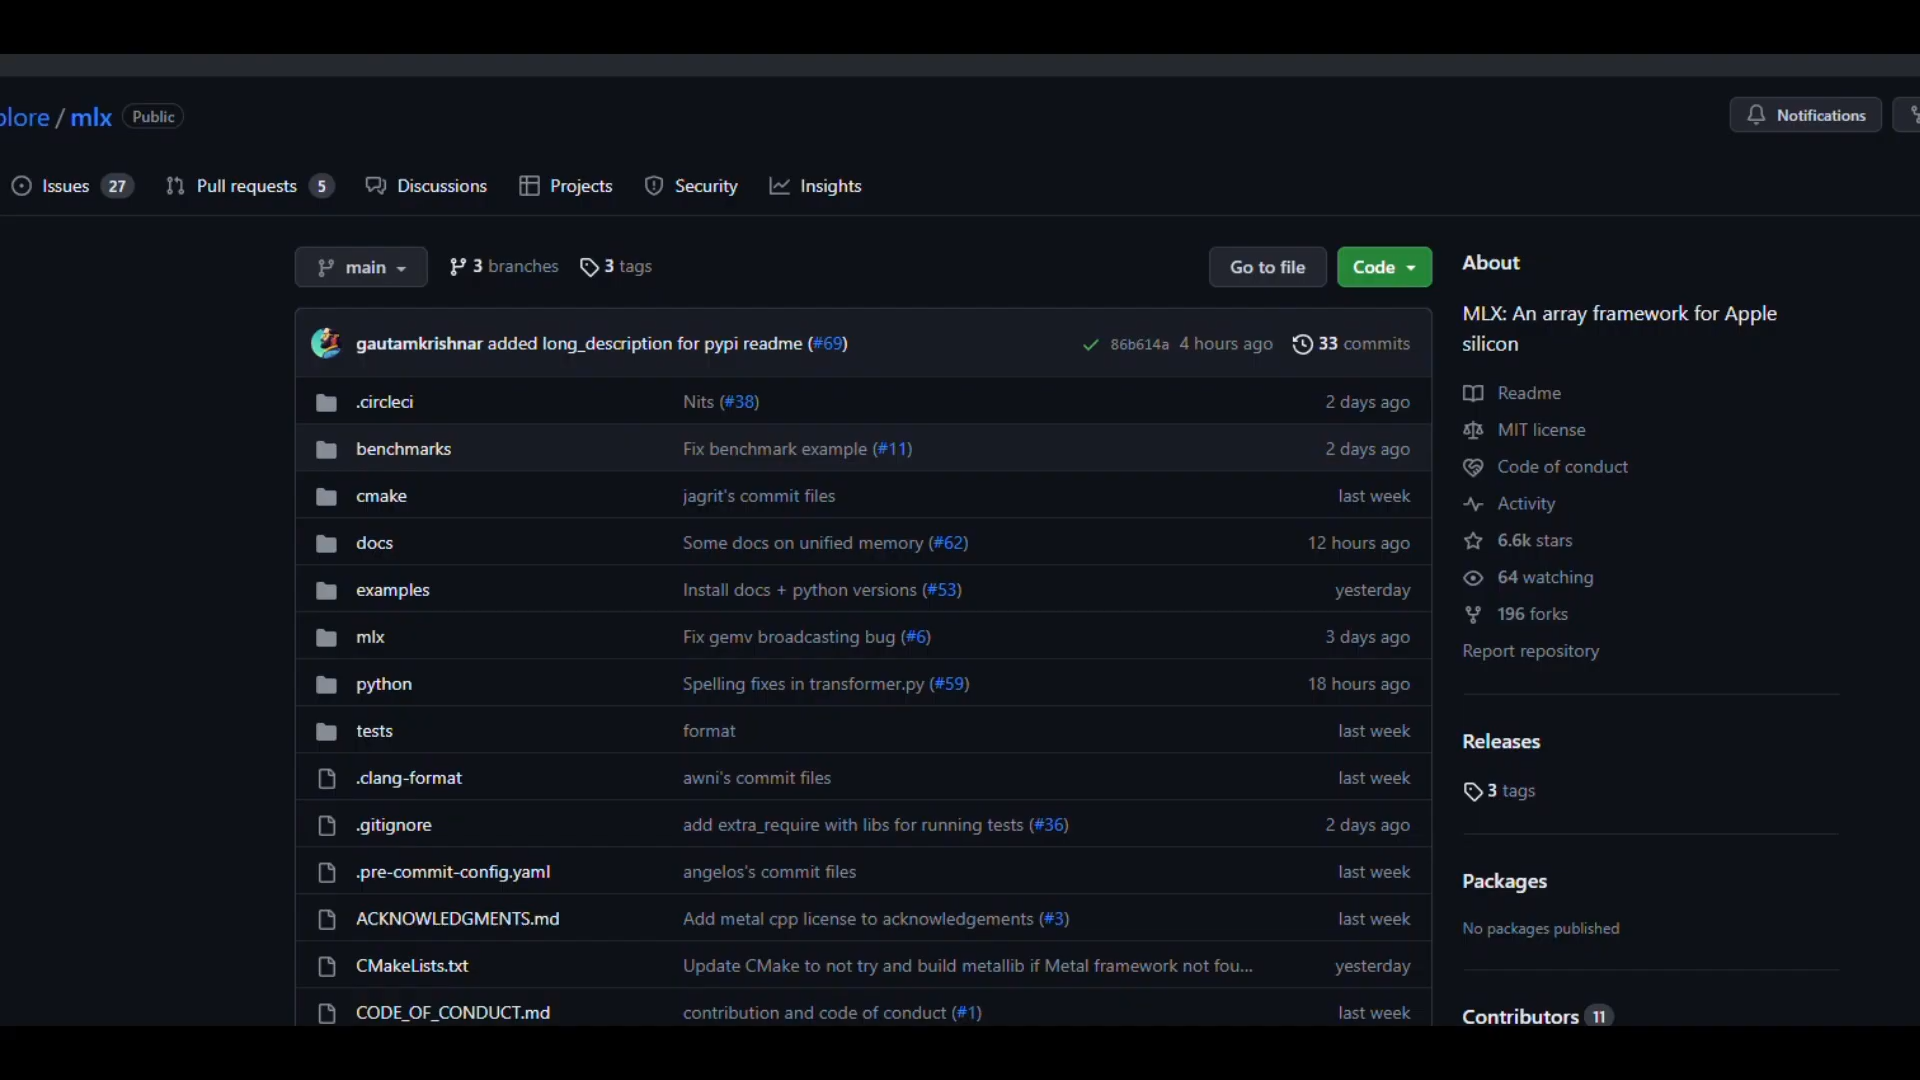 plore / mlx Public
Notifications
Issues 27 Pull requests 5 Discussions Projects Security Insights
main 3 branches 3 tags Go to file Code
gautamkrishnar added long_description for pypi readme (#69) 86b614a 4 hours ago 33 commits
.circleci Nits (#38) 2 days ago
benchmarks Fix benchmark example (#11) 2 days ago
cmake jagrit's commit files last week
docs Some docs on unified memory (#62) 12 hours ago
examples Install docs + python versions (#53) yesterday
mlx Fix gemv broadcasting bug (#6) 3 days ago
python Spelling fixes in transformer.py (#59) 18 hours ago
tests format last week
.clang-format awni's commit files last week
.gitignore add extra_require with libs for running tests (#36) 2 days ago
.pre-commit-config.yaml angelos's commit files last week
ACKNOWLEDGMENTS.md Add metal cpp license to acknowledgements (#3) last week
CMakeLists.txt Update CMake to not try and build metallib if Metal framework not fou... yesterday
CODE_OF_CONDUCT.md contribution and code of conduct (#1) last week
About
MLX: An array framework for Apple
silicon
Readme
MIT license
Code of conduct
Activity
6.6k stars
64 watching
196 forks
Report repository
Releases
3 tags
Packages
No packages published
Contributors 11